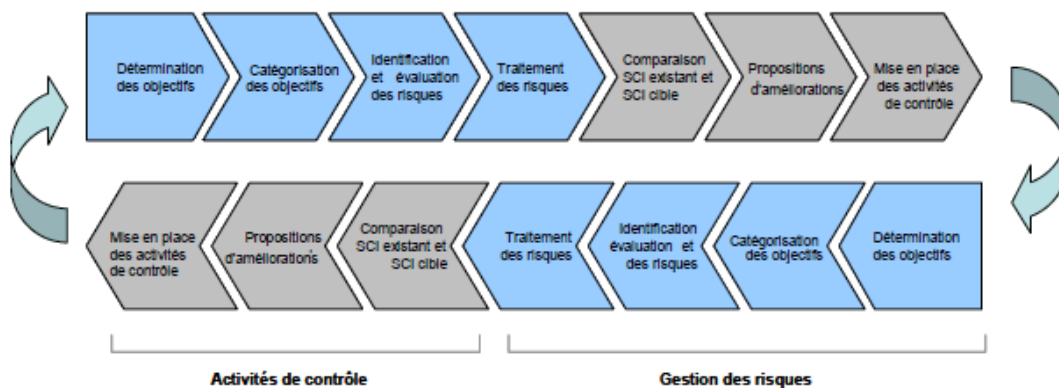 Détermination
des objectifs
Catégorisation
des objectifs
Identification
et évaluation
des risques
Traitement
des risques
Comparaison
SCI existant et
SCI cible
Propositions
d'améliorations
Mise en place
des activités
de contrôle
Mise en place
des activités
de contrôle
Propositions
d'améliorations
Comparaison
SCI existant et
SCI cible
Traitement
des risques
Identification
évaluation et
des risques
Catégorisation
des objectifs
Détermination
des objectifs
Activités de contrôle
Gestion des risques